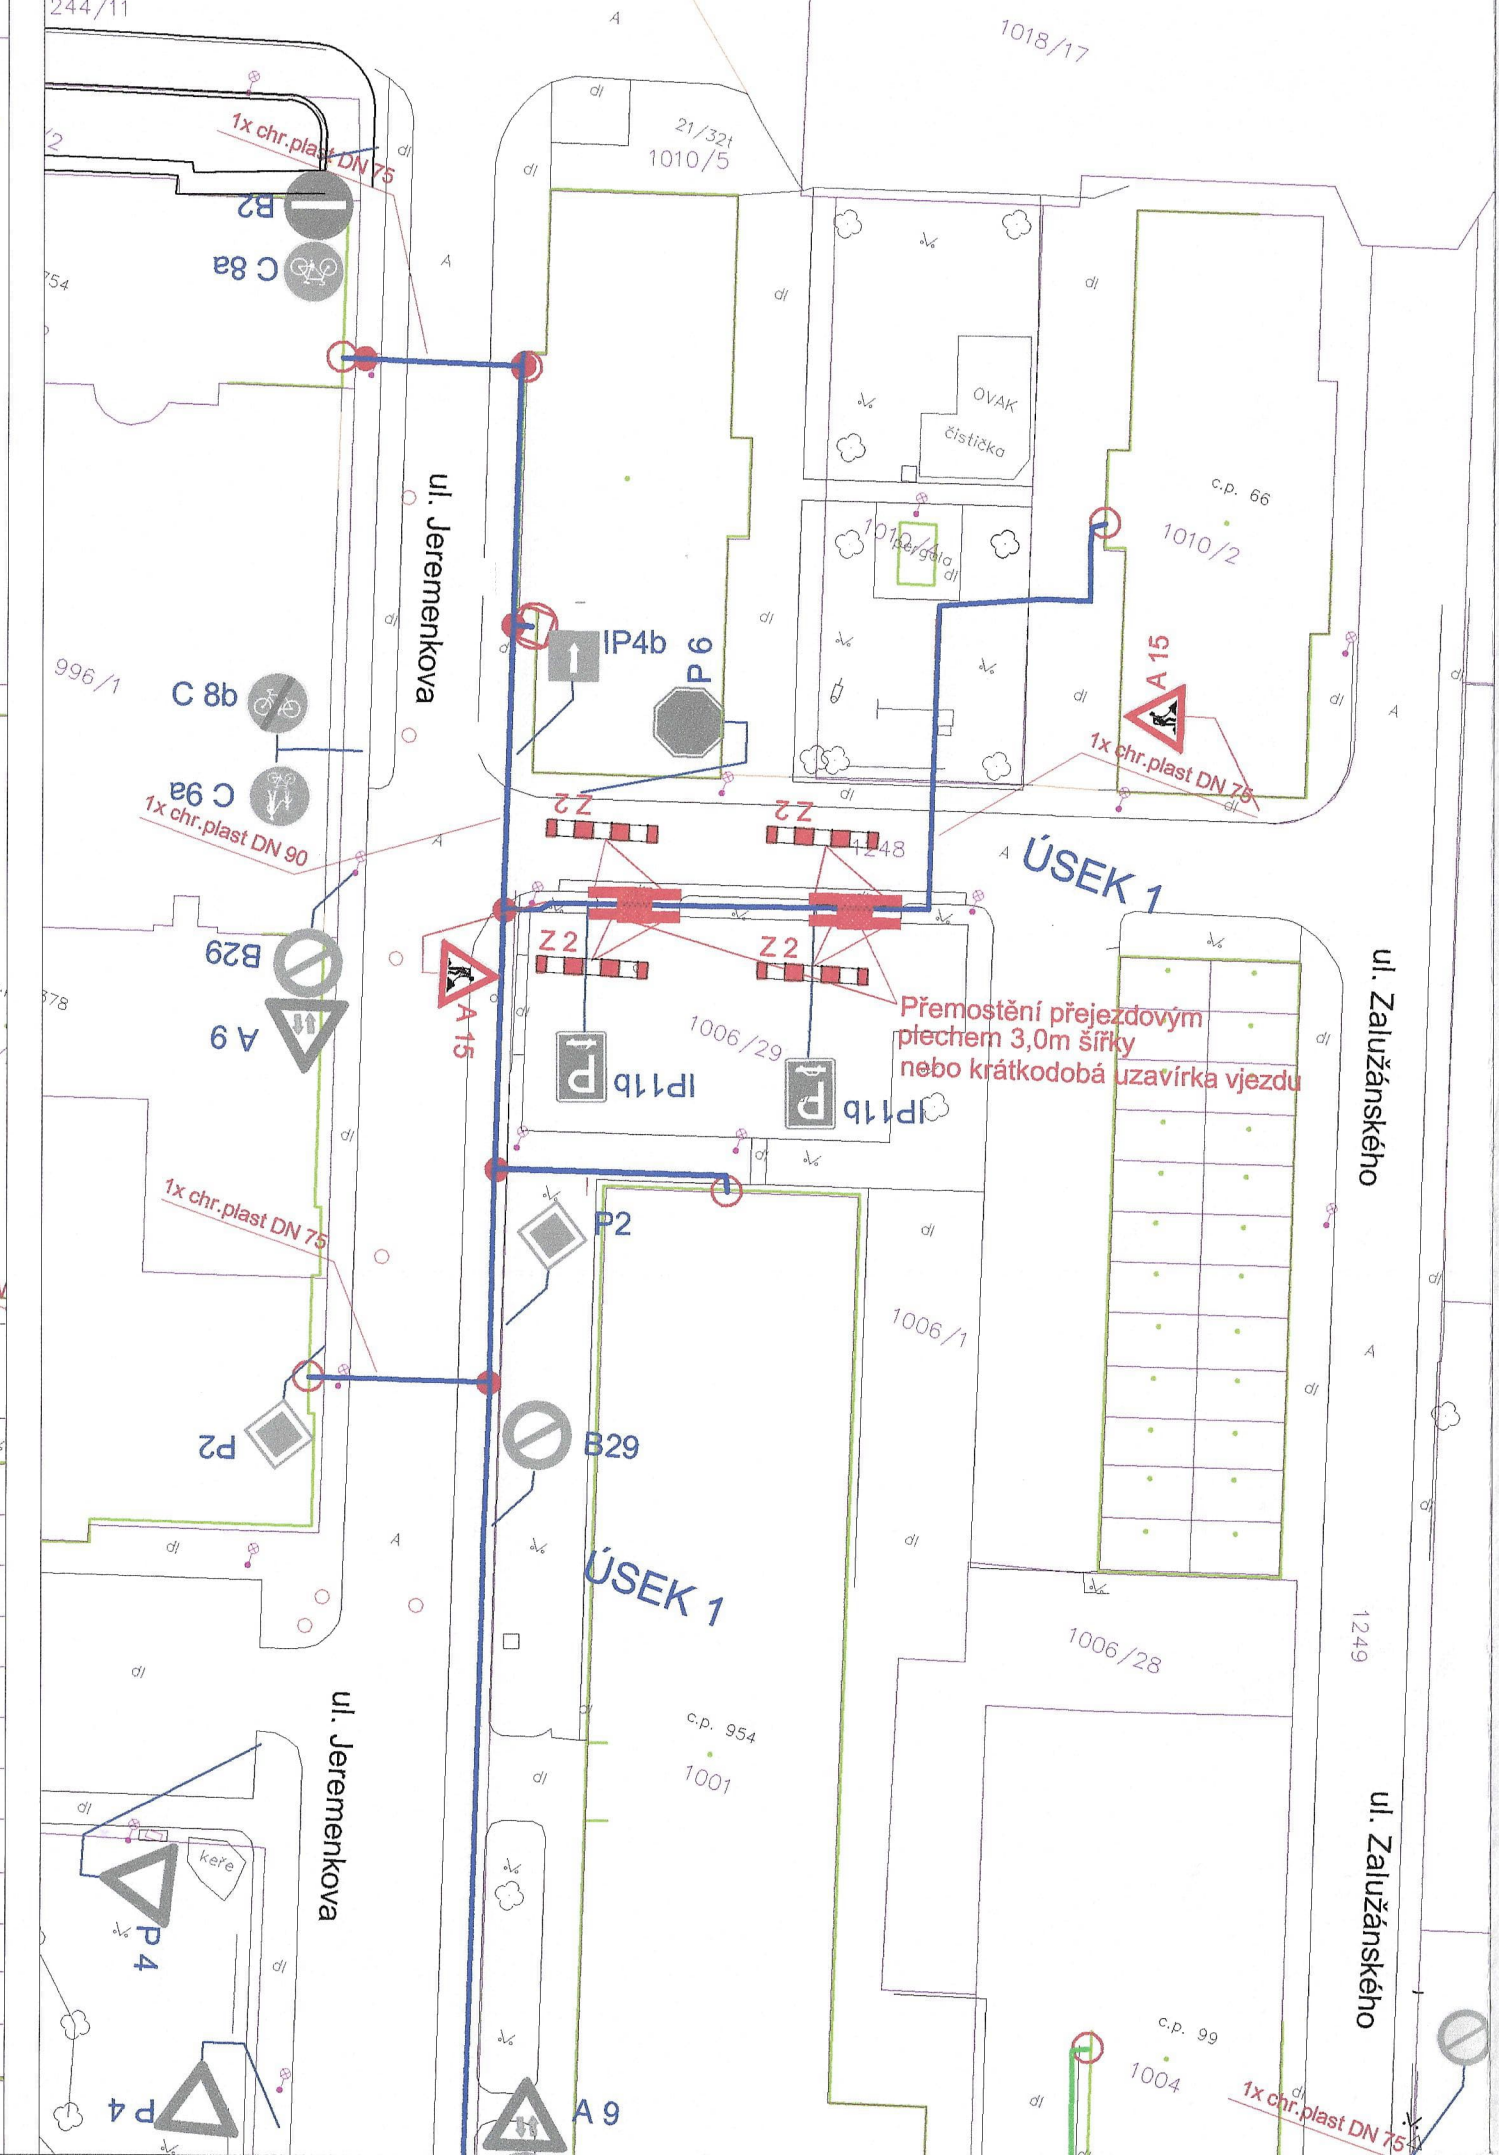 244/11
1018/17
1x chr.plast DN 75
21/32t
1010/5
/2
B2
C 8a
754
OVAK
čistička
c.p. 66
1010/2
pergola
ul. Jeremenkova
996/1
C 8b
C 9a
IP4b
P 6
A 15
1x chr.plast DN 75
1x chr.plast DN 90
Z 2
Z 2
1248
ÚSEK 1
B29
A 9
A 15
Z 2
Z 2
378
1006/29
Přemostění přejezdovým
plechem 3,0m šířky
nebo krátkodobá uzavírka vjezdu
IP11b
IP11b
ul. Zalužánského
1x chr.plast DN 75
P2
1006/1
P2
B29
ÚSEK 1
1006/28
1249
c.p. 954
1001
ul. Jeremenkova
keře
P 4
ul. Zalužánského
P 4
A 9
c.p. 99
1004
1x chr.plast DN 75